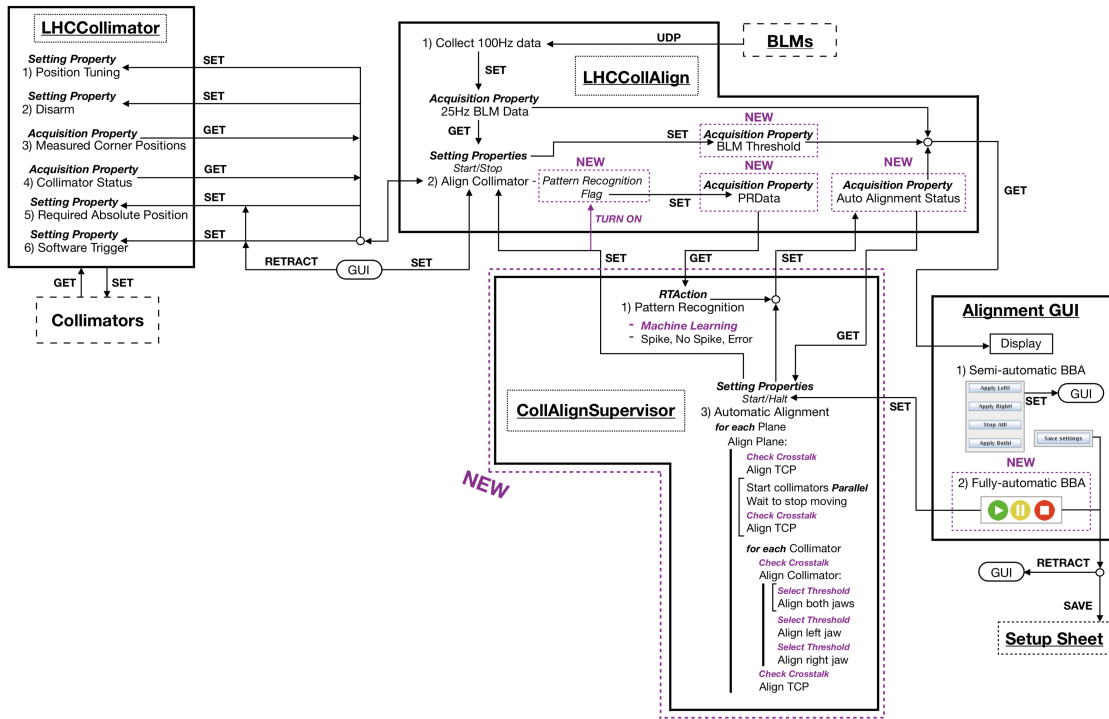 LHCCollimator
Setting Property
1) Position Tuning
SET
Setting Property
2) Disarm
SET
Acquisition Property
3) Measured Corner Positions
GET
Acquisition Property
4) Collimator Status
GET
Setting Property
5) Required Absolute Position
SET
Setting Property
6) Software Trigger
SET
GET
SET
Collimators
RETRACT
GUI
SET
1) Collect 100Hz data
UDP
BLMs
SET
LHCCollAlign
Acquisition Property
25Hz BLM Data
GET
Setting Properties
Start/Stop
2) Align Collimator -
SET
NEW
Acquisition Property
BLM Threshold
NEW
Pattern Recognition
Flag
SET
NEW
Acquisition Property
PRData
NEW
Acquisition Property
Auto Alignment Status
GET
TURN ON
SET
GET
SET
RTAction
1) Pattern Recognition
- Machine Learning
- Spike, No Spike, Error
GET
CollAlignSupervisor
NEW
Setting Properties
Start/Halt
3) Automatic Alignment
SET
for each Plane
Align Plane:
Check Crosstalk
Align TCP
Start collimators Parallel
Wait to stop moving
Check Crosstalk
Align TCP
for each Collimator
Check Crosstalk
Align Collimator:
Select Threshold
Align both jaws
Select Threshold
Align left jaw
Select Threshold
Align right jaw
Check Crosstalk
Align TCP
Alignment GUI
Display
1) Semi-automatic BBA
Apply Left!
Apply Right!
Stop All!
Apply Both!
SET
GUI
Save settings
NEW
2) Fully-automatic BBA
GUI
RETRACT
SAVE
Setup Sheet